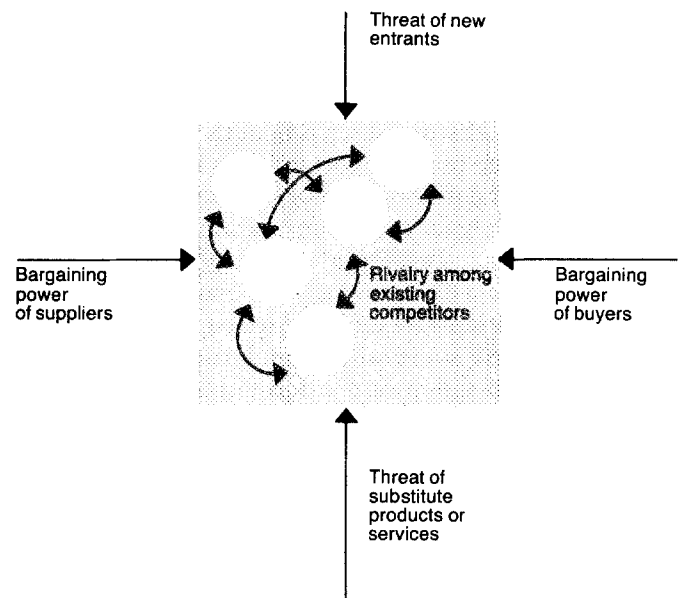 Threat of new
entrants
Bargaining
power
of suppliers
Rivalry among
existing
competitors
Bargaining
power
of buyers
Threat of
substitute
products or
services